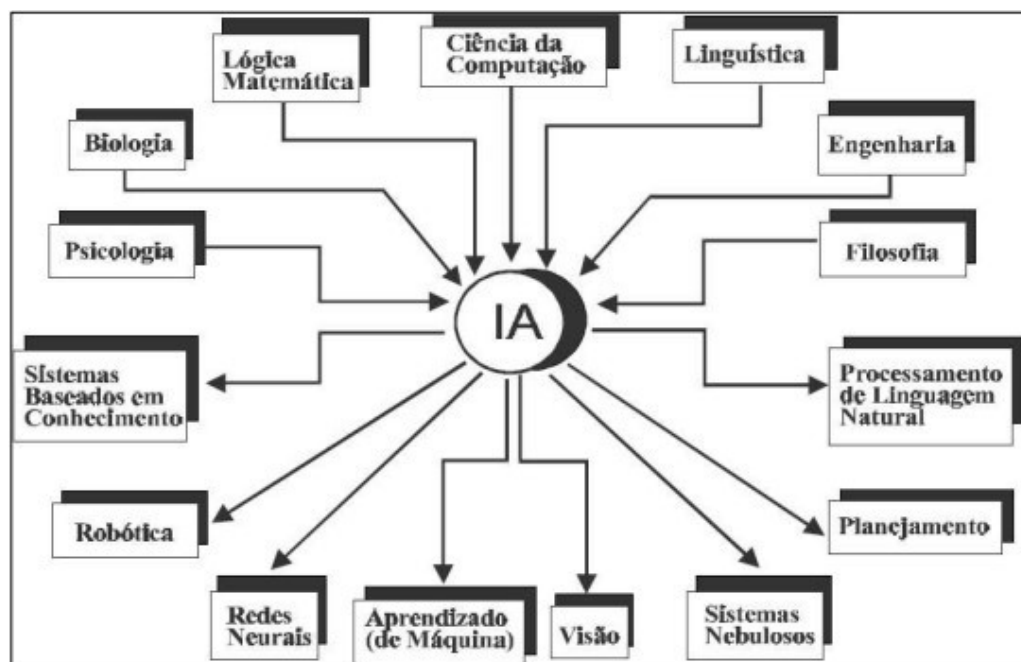 Lógica
Matemática
Ciência da
Computação
Linguística
Biologia
Engenharia
Psicologia
Filosofia
IA
Sistemas
Baseados em
Conhecimento
Processamento
de Linguagem
Natural
Robótica
Planejamento
Redes
Neurais
Aprendizado
(de Máquina)
Visão
Sistemas
Nebulosos